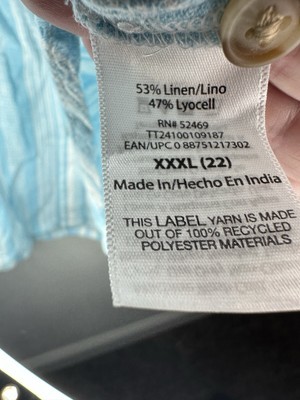 53% Linen/Lino
47% Lyocell
RN# 52469
TT24100109187
EAN/UPC 0 88751217302
XXXL (22)
Made In/Hecho En India
THIS LABEL YARN IS MADE
OUT OF 100% RECYCLED
POLYESTER MATERIALS